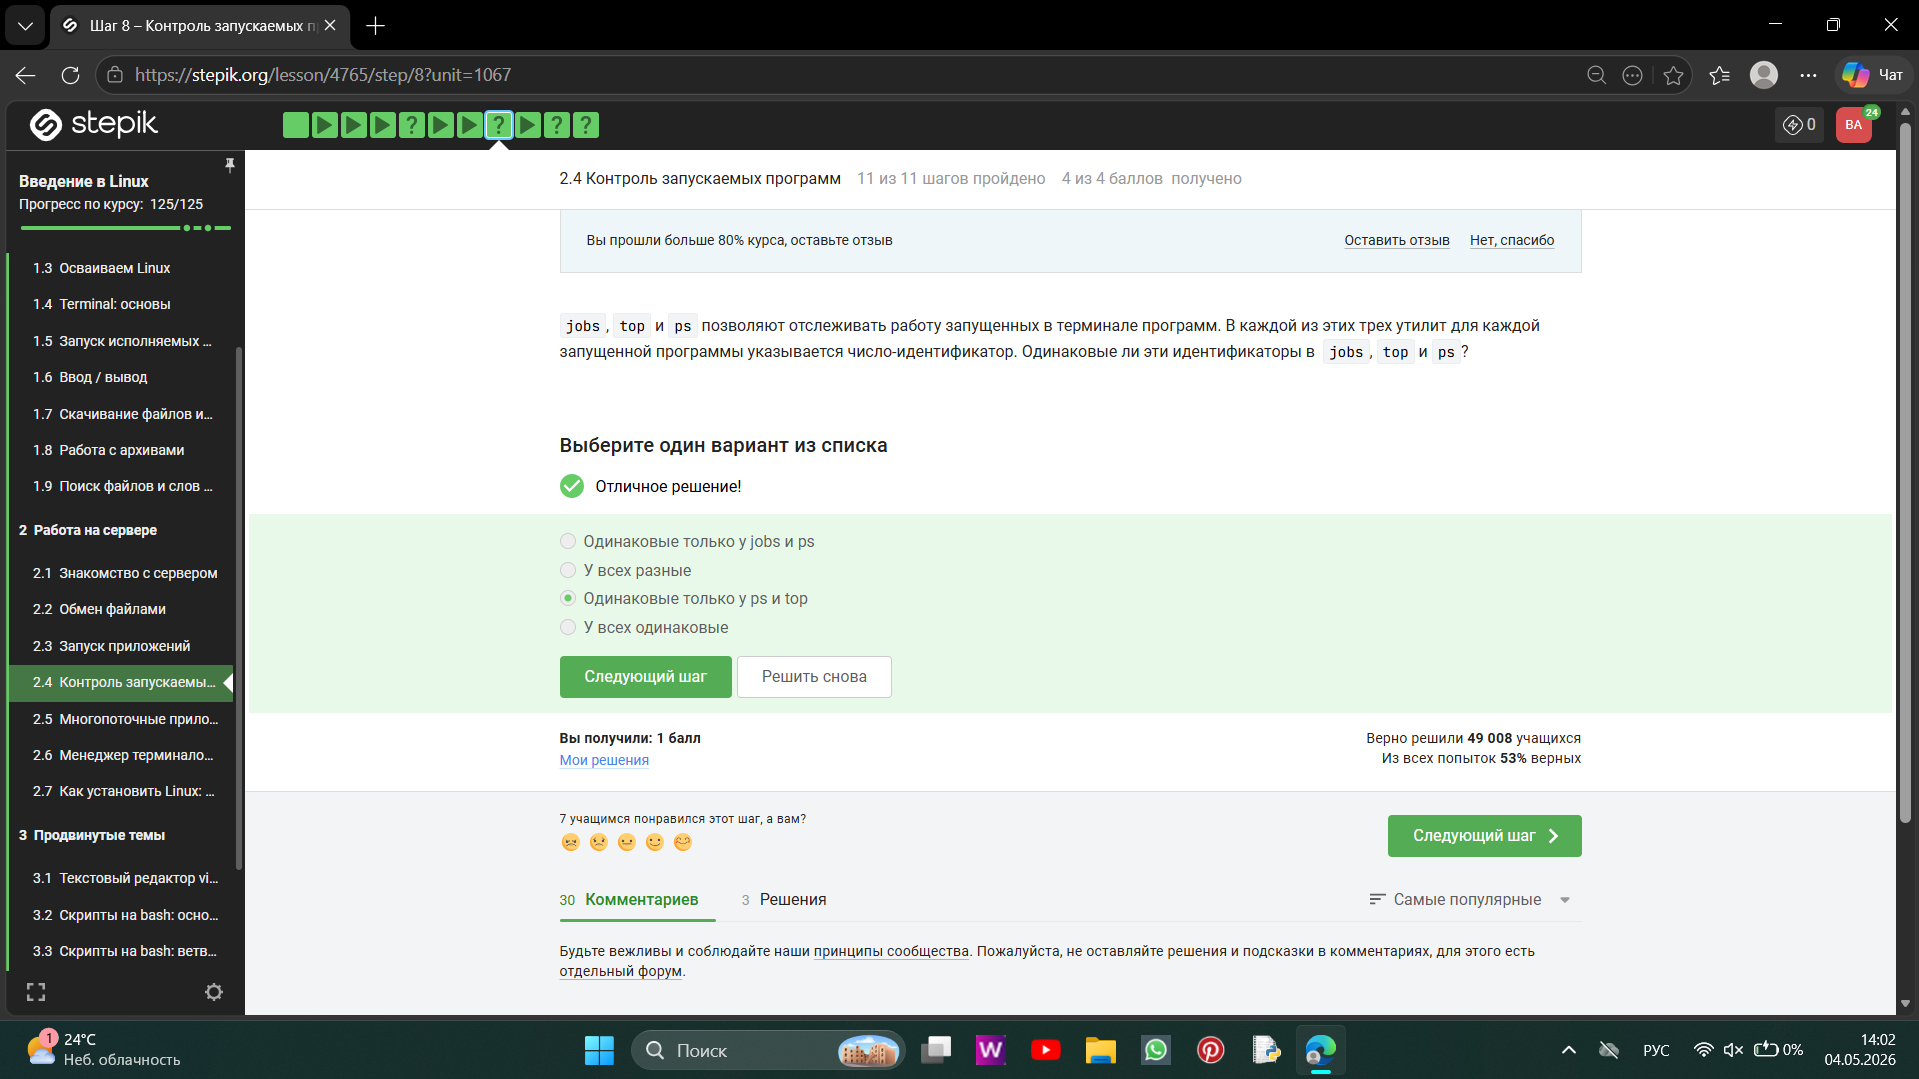 Шаг 8 – Контроль запускаемых п
https://stepik.org/lesson/4765/step/8?unit=1067
Чат
stepik
? ? ? ?
0
ВА
24
Введение в Linux
Прогресс по курсу: 125/125
1.3 Осваиваем Linux
1.4 Terminal: основы
1.5 Запуск исполняемых ...
1.6 Ввод / вывод
1.7 Скачивание файлов и...
1.8 Работа с архивами
1.9 Поиск файлов и слов ...
2 Работа на сервере
2.1 Знакомство с сервером
2.2 Обмен файлами
2.3 Запуск приложений
2.4 Контроль запускаемы...
2.5 Многопоточные прило...
2.6 Менеджер терминало...
2.7 Как установить Linux: ...
3 Продвинутые темы
3.1 Текстовый редактор vi...
3.2 Скрипты на bash: осно...
3.3 Скрипты на bash: ветв...
2.4 Контроль запускаемых программ 11 из 11 шагов пройдено 4 из 4 баллов получено
Вы прошли больше 80% курса, оставьте отзыв Оставить отзыв Нет, спасибо
jobs, top и ps позволяют отслеживать работу запущенных в терминале программ. В каждой из этих трех утилит для каждой
запущенной программы указывается число-идентификатор. Одинаковые ли эти идентификаторы в jobs, top и ps?
Выберите один вариант из списка
Отличное решение!
Одинаковые только у jobs и ps
У всех разные
Одинаковые только у ps и top
У всех одинаковые
Следующий шаг Решить снова
Вы получили: 1 балл
Мои решения
Верно решили 49 008 учащихся
Из всех попыток 53% верных
7 учащимся понравился этот шаг, а вам?
Следующий шаг
30 Комментариев 3 Решения
Самые популярные
Будьте вежливы и соблюдайте наши принципы сообщества. Пожалуйста, не оставляйте решения и подсказки в комментариях, для этого есть
отдельный форум.
1
24°C
Неб. облачность
Поиск
W
РУС
0%
14:02
04.05.2026